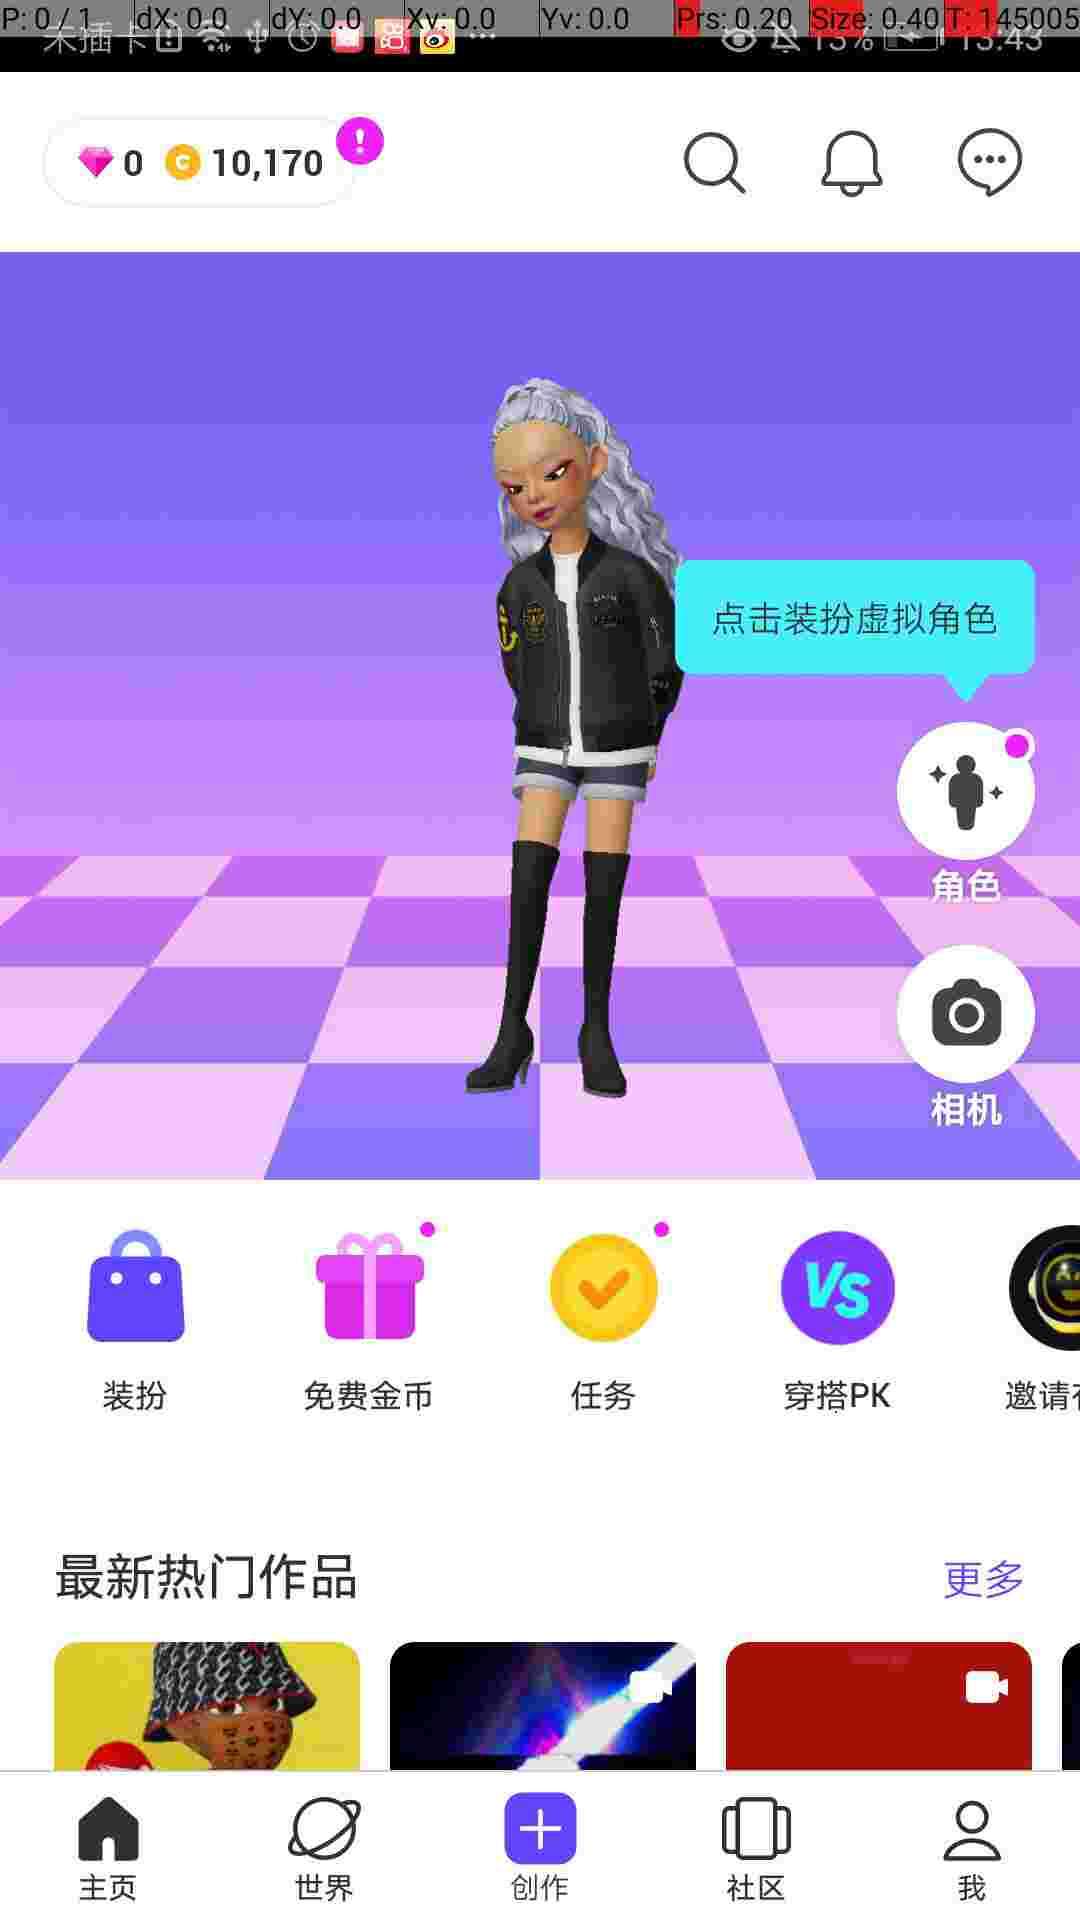 P: 0 / 1 dX: 0.0 dY: 0.0 Xv: 0.0 Yv: 0.0 Prs: 0.20 Size: 0.40 T: 145005
未插卡 13% 13:43
0 10,170
点击装扮虚拟角色
角色
相机
装扮 免费金币 任务 穿搭PK 邀请
最新热门作品 更多
主页 世界 创作 社区 我